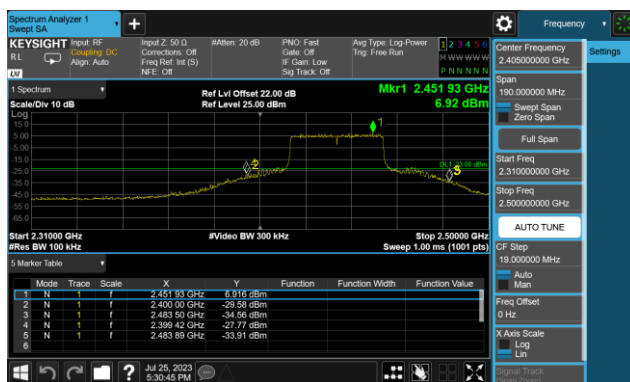 Spectrum Analyzer 1
Swept SA
Frequency
KEYSIGHT
RL
Input: RF
Coupling: DC
Align: Auto
Input Z: 50 Ω
Corrections: Off
Freq Ref: Int (S)
NFE: Off
#Atten: 20 dB
PNO: Fast
Gate: Off
IF Gain: Low
Sig Track: Off
Avg Type: Log-Power
Trig: Free Run
1 2 3 4 5 6
M W W W W W
P N N N N N
LXI
1 Spectrum
Scale/Div 10 dB
Ref Lvl Offset 22.00 dB
Ref Level 25.00 dBm
Mkr1 2.451 93 GHz
6.92 dBm
Log
15.0
5.00
-5.00
-15.0
-25.0
-35.0
-45.0
-55.0
-65.0
1
2
DL1 -23.08 dBm
Start 2.31000 GHz
#Res BW 100 kHz
#Video BW 300 kHz
Stop 2.50000 GHz
Sweep 1.00 ms (1001 pts)
5 Marker Table
Mode Trace Scale X Y Function Function Width Function Value
1 N 1 f 2.451 93 GHz 6.916 dBm
2 N 1 f 2.400 00 GHz -29.58 dBm
3 N 1 f 2.483 50 GHz -34.56 dBm
4 N 1 f 2.399 42 GHz -27.77 dBm
5 N 1 f 2.483 89 GHz -33.91 dBm
6
Jul 25, 2023
5:30:45 PM
?
Center Frequency
2.405000000 GHz
Settings
Span
190.000000 MHz
Swept Span
Zero Span
Full Span
Start Freq
2.310000000 GHz
Stop Freq
2.500000000 GHz
AUTO TUNE
CF Step
19.000000 MHz
Auto
Man
Freq Offset
0 Hz
X Axis Scale
Log
Lin
Signal Track